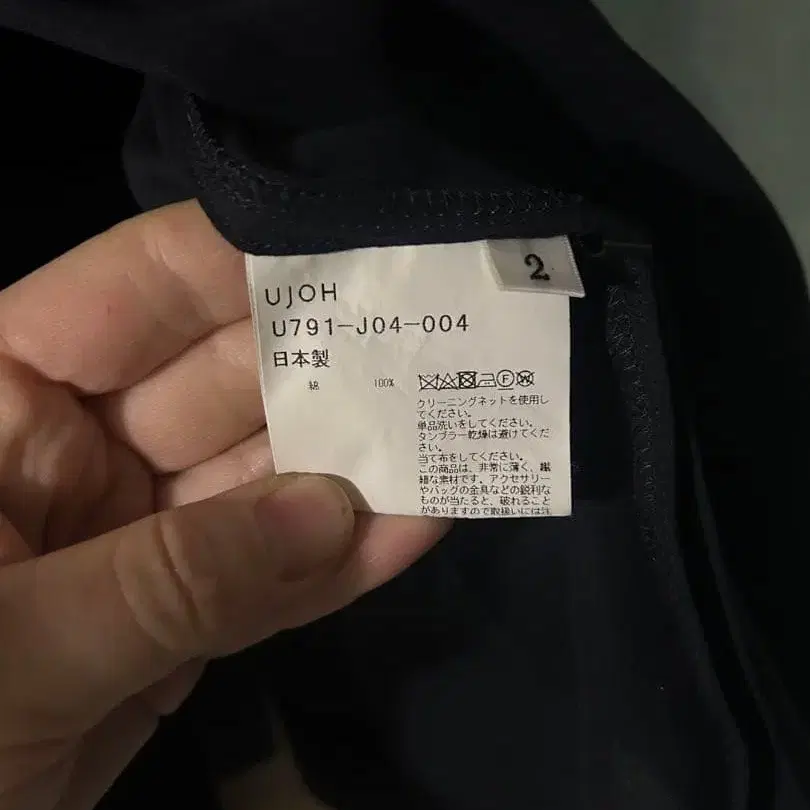 2
UJOH
U791-J04-004
日本製
綿 100%
クリーニングネットを使用し
てください。
単品洗いをしてください。
タンブラー乾燥は避けてくだ
さい。
当て布をしてください。
この商品は、非常に薄く、繊
細な素材です。アクセサリー
やバッグの金具などの鋭利な
ものが当たると、破れること
がありますので取扱いには注